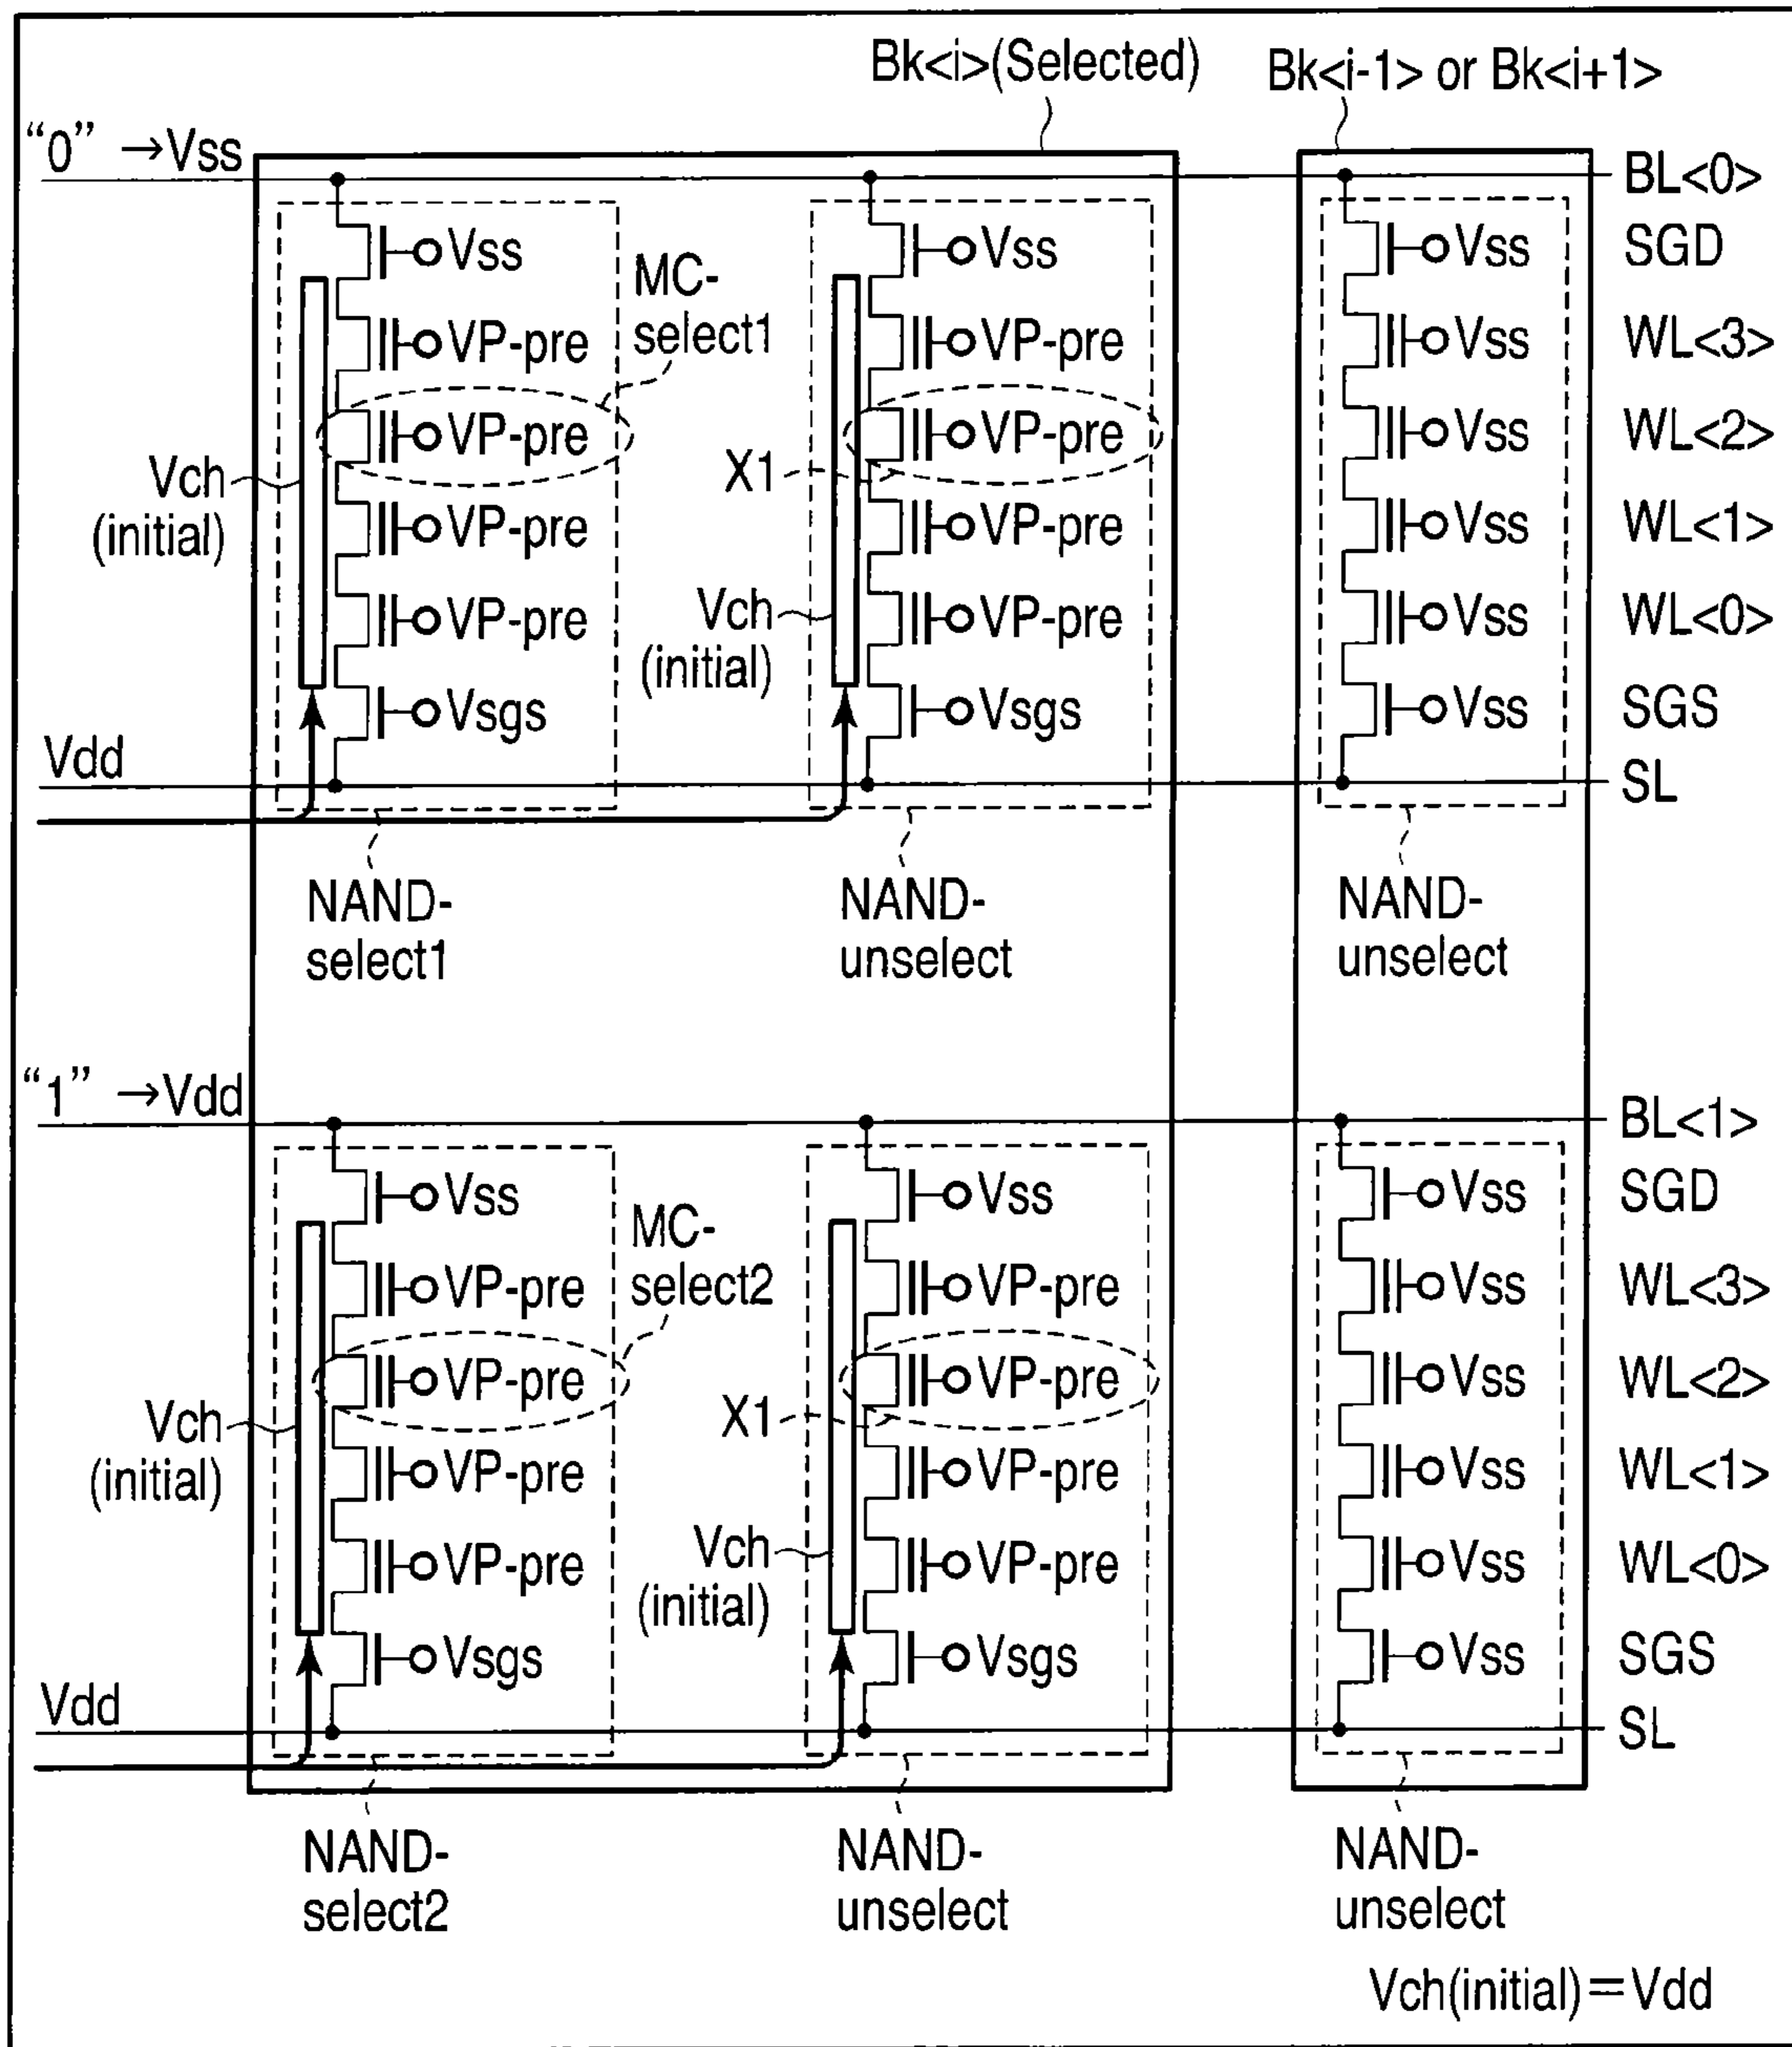 Bk<i>(Selected)
Bk<i-1> or Bk<i+1>
“0” →Vss
BL<0>
Vss Vss Vss SGD
MC-
select1
VP-pre VP-pre Vss WL<3>
VP-pre VP-pre Vss WL<2>
Vch
(initial)
X1
VP-pre VP-pre Vss WL<1>
Vch
(initial)
VP-pre VP-pre Vss WL<0>
Vsgs Vsgs Vss SGS
Vdd SL
NAND-
select1
NAND-
unselect
NAND-
unselect
“1” →Vdd
BL<1>
Vss Vss Vss SGD
MC-
select2
VP-pre VP-pre Vss WL<3>
VP-pre VP-pre Vss WL<2>
Vch
(initial)
X1
VP-pre VP-pre Vss WL<1>
Vch
(initial)
VP-pre VP-pre Vss WL<0>
Vsgs Vsgs Vss SGS
Vdd SL
NAND-
select2
NAND-
unselect
NAND-
unselect
Vch(initial)=Vdd